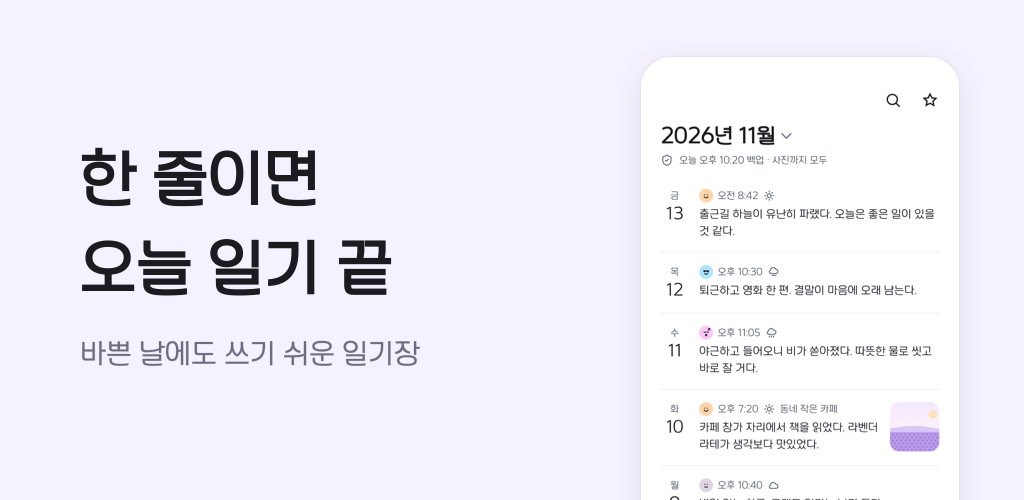 한 줄이면
오늘 일기 끝
바쁜 날에도 쓰기 쉬운 일기장
2026년 11월
오늘 오후 10:20 백업 · 사진까지 모두
금
13
오전 8:42
출근길 하늘이 유난히 파랬다. 오늘은 좋은 일이 있을
것 같다.
목
12
오후 10:30
퇴근하고 영화 한 편. 결말이 마음에 오래 남는다.
수
11
오후 11:05
야근하고 들어오니 비가 쏟아졌다. 따뜻한 물로 씻고
바로 잘 거다.
화
10
오후 7:20 동네 작은 카페
카페 창가 자리에서 책을 읽었다. 라벤더
라테가 생각보다 맛있었다.
월
오후 10:40